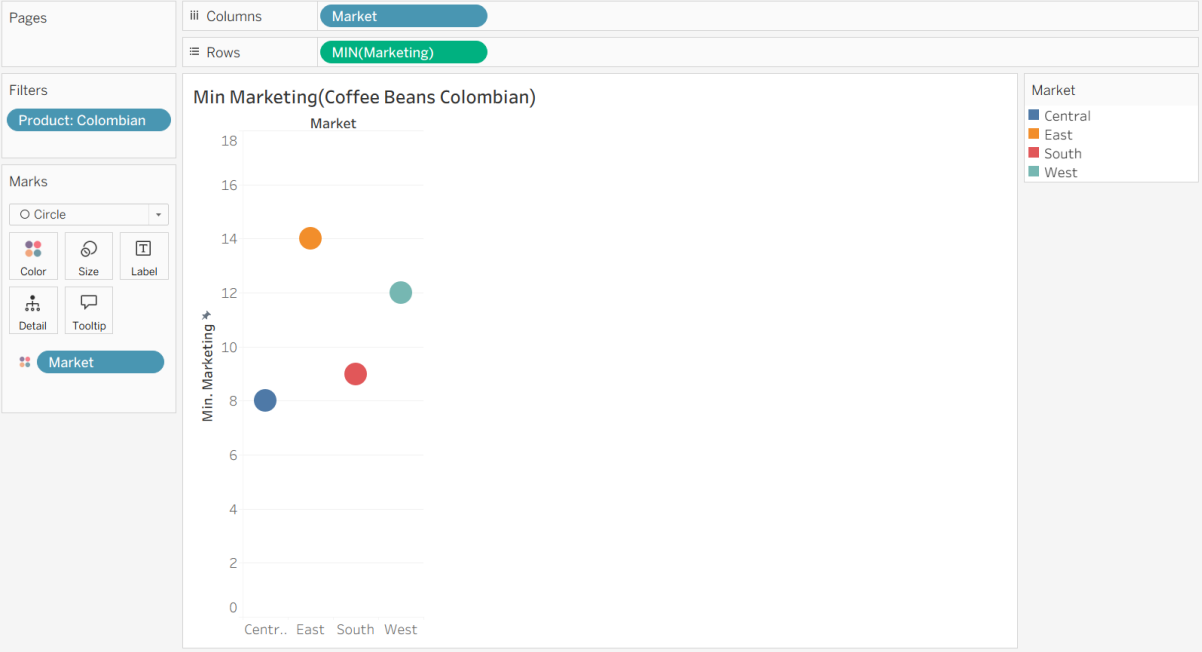 Pages
Columns
Market
Rows
MIN(Marketing)
Filters
Product: Colombian
Marks
Circle
Color
Size
Label
Detail
Tooltip
Market
Min Marketing(Coffee Beans Colombian)
Market
18
16
14
12
10
8
6
4
2
0
Min. Marketing
Centr..
East
South
West
Market
Central
East
South
West